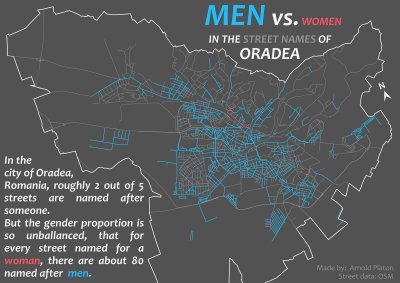 MEN vs. WOMEN
IN THE STREET NAMES OF
ORADEA
N
In the
city of Oradea,
Romania, roughly 2 out of 5
streets are named after
someone.
But the gender proportion is
so unballanced, that for
every street named for a
woman, there are about 80
named after men.
Made by: Arnold Platon
Street data: OSM